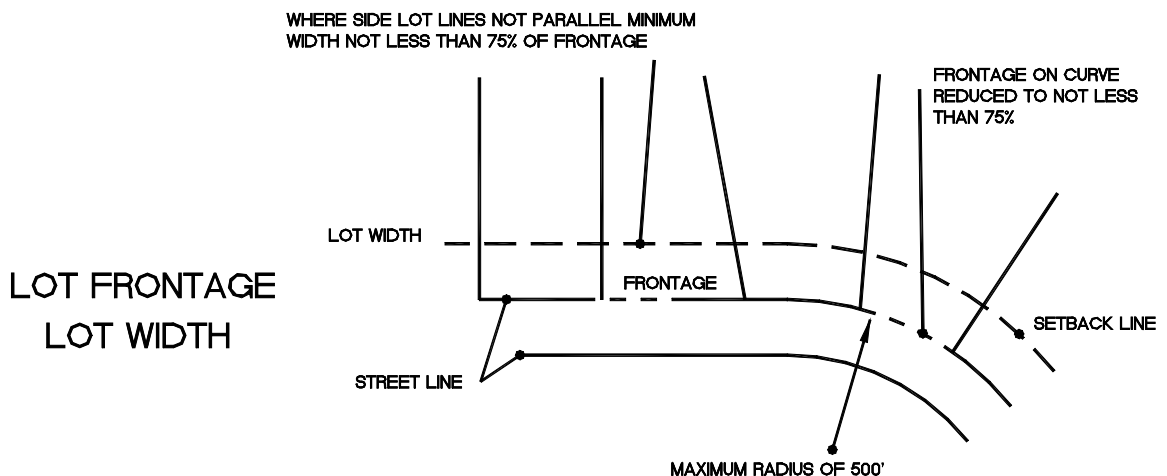 WHERE SIDE LOT LINES NOT PARALLEL MINIMUM
WIDTH NOT LESS THAN 75% OF FRONTAGE
FRONTAGE ON CURVE
REDUCED TO NOT LESS
THAN 75%
LOT WIDTH
LOT FRONTAGE
LOT WIDTH
FRONTAGE
SETBACK LINE
STREET LINE
MAXIMUM RADIUS OF 500'